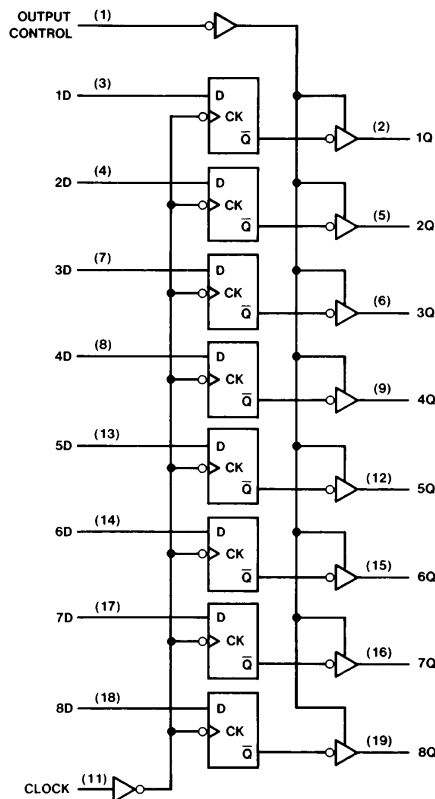 OUTPUT (1)
CONTROL
1D (3) D
CK
Q̅ (2) 1Q
2D (4) D
CK
Q̅ (5) 2Q
3D (7) D
CK
Q̅ (6) 3Q
4D (8) D
CK
Q̅ (9) 4Q
5D (13) D
CK
Q̅ (12) 5Q
6D (14) D
CK
Q̅ (15) 6Q
7D (17) D
CK
Q̅ (16) 7Q
8D (18) D
CK
Q̅ (19) 8Q
CLOCK (11)